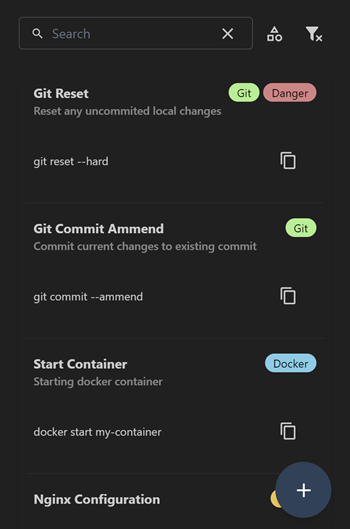 Search
Git Reset
Git
Danger
Reset any uncommited local changes
git reset --hard
Git Commit Ammend
Git
Commit current changes to existing commit
git commit --ammend
Start Container
Docker
Starting docker container
docker start my-container
Nginx Configuration